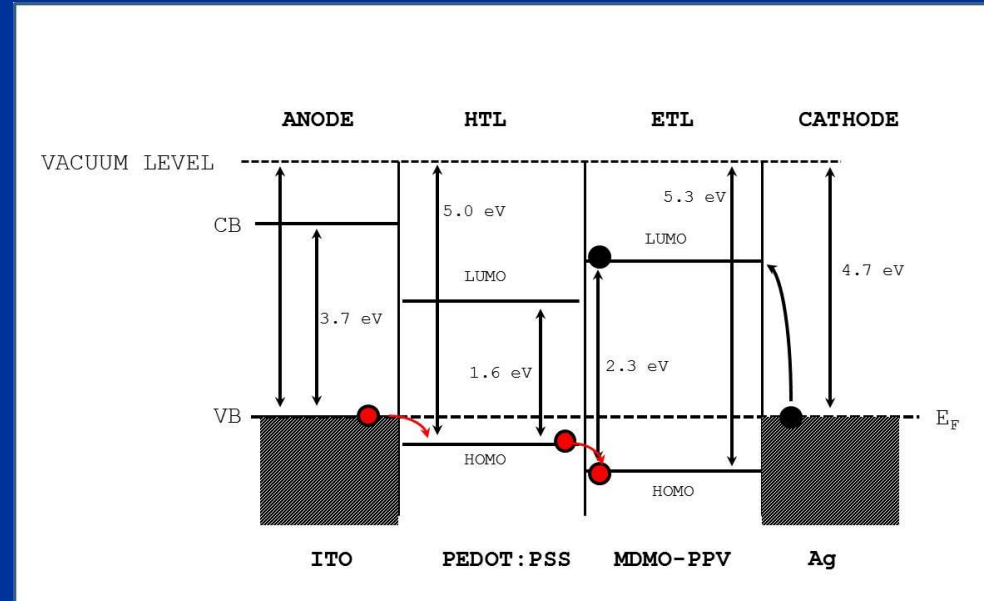 ANODE HTL ETL CATHODE
VACUUM LEVEL
5.3 eV
5.0 eV
CB
LUMO
LUMO
4.7 eV
3.7 eV
1.6 eV
2.3 eV
VB
E_F
HOMO
HOMO
ITO PEDOT:PSS MDMO-PPV Ag